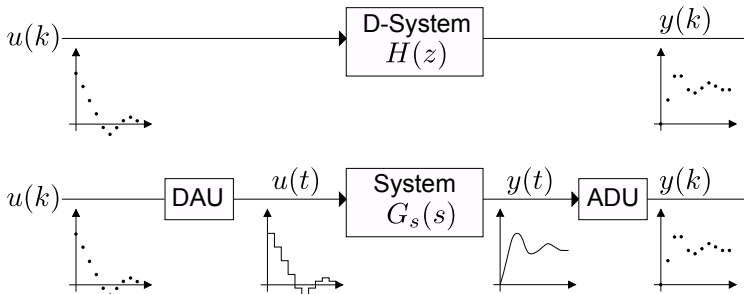 u(k)
D-System
H(z)
y(k)
u(k)
DAU
u(t)
System
G_s(s)
y(t)
ADU
y(k)